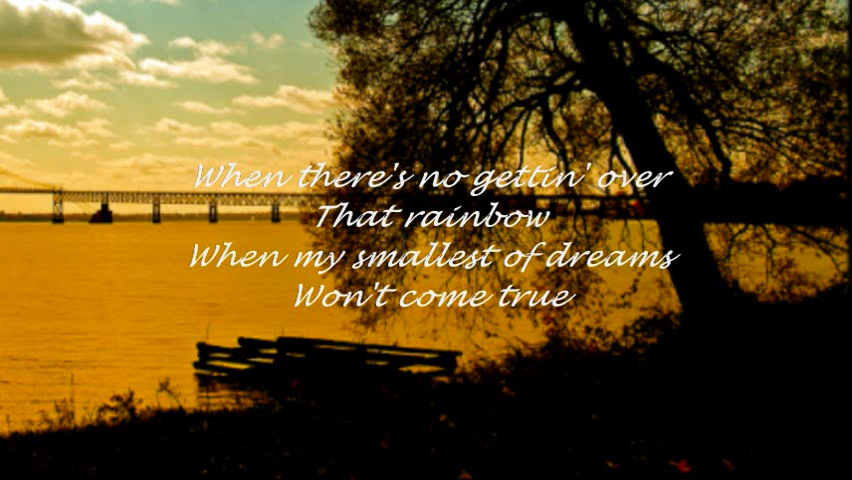 When there's no gettin' over
That rainbow
When my smallest of dreams
Won't come true